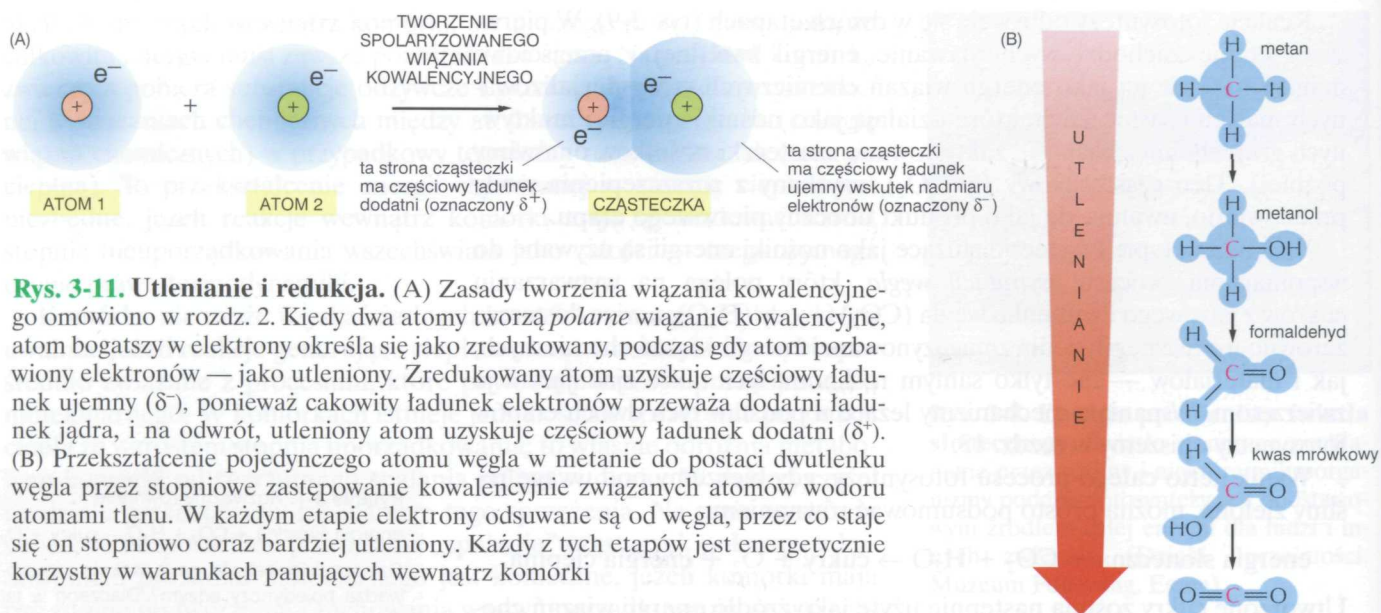 (A)
e⁻
+
+
e⁻
+
TWORZENIE
SPOLARYZOWANEGO
WIĄZANIA
KOWALENCYJNEGO
e⁻
+
+
e⁻
ATOM 1
ATOM 2
ta strona cząsteczki
ma częściowy ładunek
dodatni (oznaczony δ⁺)
CZĄSTECZKA
ta strona cząsteczki
ma częściowy ładunek
ujemny wskutek nadmiaru
elektronów (oznaczony δ⁻)
Rys. 3-11. Utlenianie i redukcja. (A) Zasady tworzenia wiązania kowalencyjne-
go omówiono w rozdz. 2. Kiedy dwa atomy tworzą polarne wiązanie kowalencyjne,
atom bogatszy w elektrony określa się jako zredukowany, podczas gdy atom pozba-
wiony elektronów — jako utleniony. Zredukowany atom uzyskuje częściowy ładu-
nek ujemny (δ⁻), ponieważ cakowity ładunek elektronów przeważa dodatni ładu-
nek jądra, i na odwrót, utleniony atom uzyskuje częściowy ładunek dodatni (δ⁺).
(B) Przekształcenie pojedynczego atomu węgla w metanie do postaci dwutlenku
węgla przez stopniowe zastępowanie kowalencyjnie związanych atomów wodoru
atomami tlenu. W każdym etapie elektrony odsuwane są od węgla, przez co staje
się on stopniowo coraz bardziej utleniony. Każdy z tych etapów jest energetycznie
korzystny w warunkach panujących wewnątrz komórki
(B)
UTLENIANIE
H
metan
H C H
H
H
metanol
H C OH
H
formaldehyd
H
C=O
H
kwas mrówkowy
H
C=O
HO
O=C=O